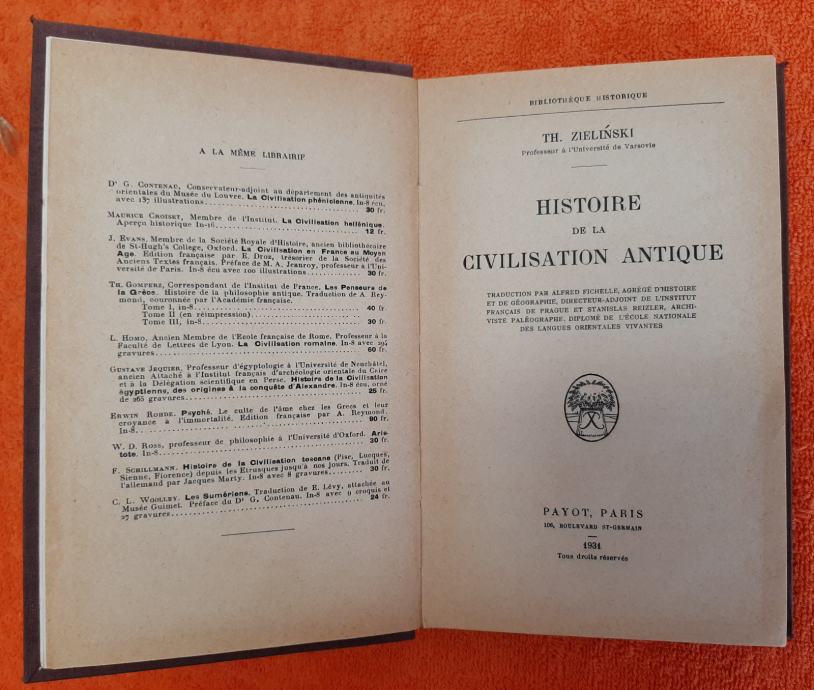 A LA MÊME LIBRAIRIE
Dʳ G. CONTENAU, Conservateur-adjoint au département des antiquités
orientales du Musée du Louvre. La Civilisation phénicienne. In-8 écu,
avec 137 illustrations. 30 fr.
MAURICE CROISET, Membre de l'Institut. La Civilisation hellénique.
Aperçu historique In-16. 12 fr.
J. EVANS, Membre de la Société Royale d'Histoire, ancien bibliothécaire
de St-Hugh's College, Oxford. La Civilisation en France au Moyen
Age. Edition française par E. Droz, trésorier de la Société des
Anciens Textes français. Préface de M. A. Jeanroy, professeur à l'Uni-
versité de Paris. In-8 écu avec 100 illustrations. 30 fr.
TH. GOMPERZ, Correspondant de l'Institut de France. Les Penseurs de
la Grèce. Histoire de la philosophie antique. Traduction de A. Rey-
mond, couronnée par l'Académie française.
Tome I, in-8. 40 fr.
Tome II (en réimpression).
Tome III, in-8. 30 fr.
L. HOMO, Ancien Membre de l'Ecole française de Rome, Professeur à la
Faculté de Lettres de Lyon. La Civilisation romaine. In-8 avec 294
gravures. 60 fr.
GUSTAVE JEQUIER, Professeur d'égyptologie à l'Université de Neuchâtel,
ancien Attaché à l'Institut français d'archéologie orientale du Caire
et à la Délégation scientifique en Perse. Histoire de la Civilisation
égyptienne, des origines à la conquête d'Alexandre. In-8 écu, orné
de 265 gravures. 25 fr.
ERWIN ROHDE. Psyché. Le culte de l'âme chez les Grecs et leur
croyance à l'immortalité. Edition française par A. Reymond.
In-8. 90 fr.
W. D. ROSS, professeur de philosophie à l'Université d'Oxford. Aris-
tote. In-8. 30 fr.
F. SCHILLMANN. Histoire de la Civilisation toscane (Pise, Lucques,
Sienne, Florence) depuis les Etrusques jusqu'à nos jours. Traduit de
l'allemand par Jacques Marty. In-8 avec 8 gravures. 30 fr.
C. L. WOOLLEY. Les Sumériens. Traduction de E. Lévy, attachée au
Musée Guimet. Préface du Dʳ G. Contenau. In-8 avec 9 croquis et
27 gravures. 24 fr.
BIBLIOTHÈQUE HISTORIQUE
TH. ZIELIŃSKI
Professeur à l'Université de Varsovie
HISTOIRE
DE LA
CIVILISATION ANTIQUE
TRADUCTION PAR ALFRED FICHELLE, AGRÉGÉ D'HISTOIRE
ET DE GÉOGRAPHIE, DIRECTEUR-ADJOINT DE L'INSTITUT
FRANÇAIS DE PRAGUE ET STANISLAS REIZLER, ARCHI-
VISTE PALÉOGRAPHE, DIPLOMÉ DE L'ÉCOLE NATIONALE
DES LANGUES ORIENTALES VIVANTES
PAYOT, PARIS
106, BOULEVARD ST-GERMAIN
1931
Tous droits réservés